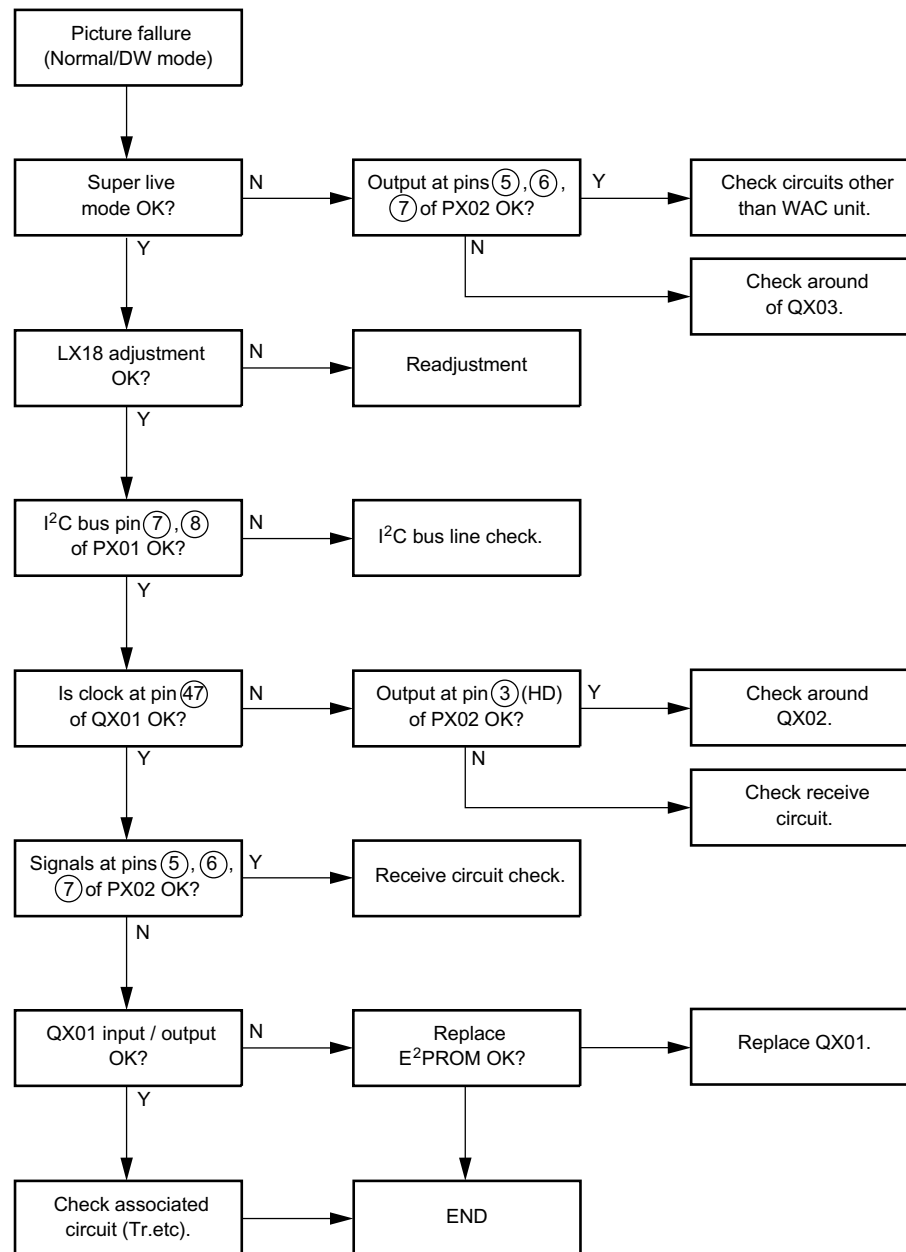 Picture failure
(Normal/DW mode)
Super live
mode OK?
N
Output at pins ⑤, ⑥,
⑦ of PX02 OK?
Y
Check circuits other
than WAC unit.
Y
N
Check around
of QX03.
LX18 adjustment
OK?
N
Readjustment
Y
I²C bus pin ⑦, ⑧
of PX01 OK?
N
I²C bus line check.
Y
Is clock at pin ㊼
of QX01 OK?
N
Output at pin ③ (HD)
of PX02 OK?
Y
Check around
QX02.
Y
N
Check receive
circuit.
Signals at pins ⑤, ⑥,
⑦ of PX02 OK?
Y
Receive circuit check.
N
QX01 input / output
OK?
N
Replace
E²PROM OK?
Replace QX01.
Y
Check associated
circuit (Tr.etc).
END